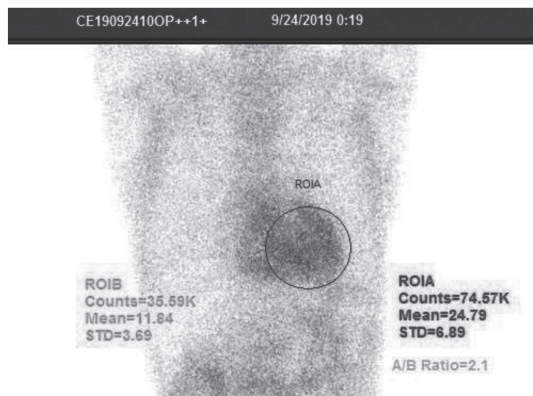 CE19092410OP++1+ 9/24/2019 0:19
ROIA
ROIB
Counts=35.59K
Mean=11.84
STD=3.69
ROIA
Counts=74.57K
Mean=24.79
STD=6.89
A/B Ratio=2.1